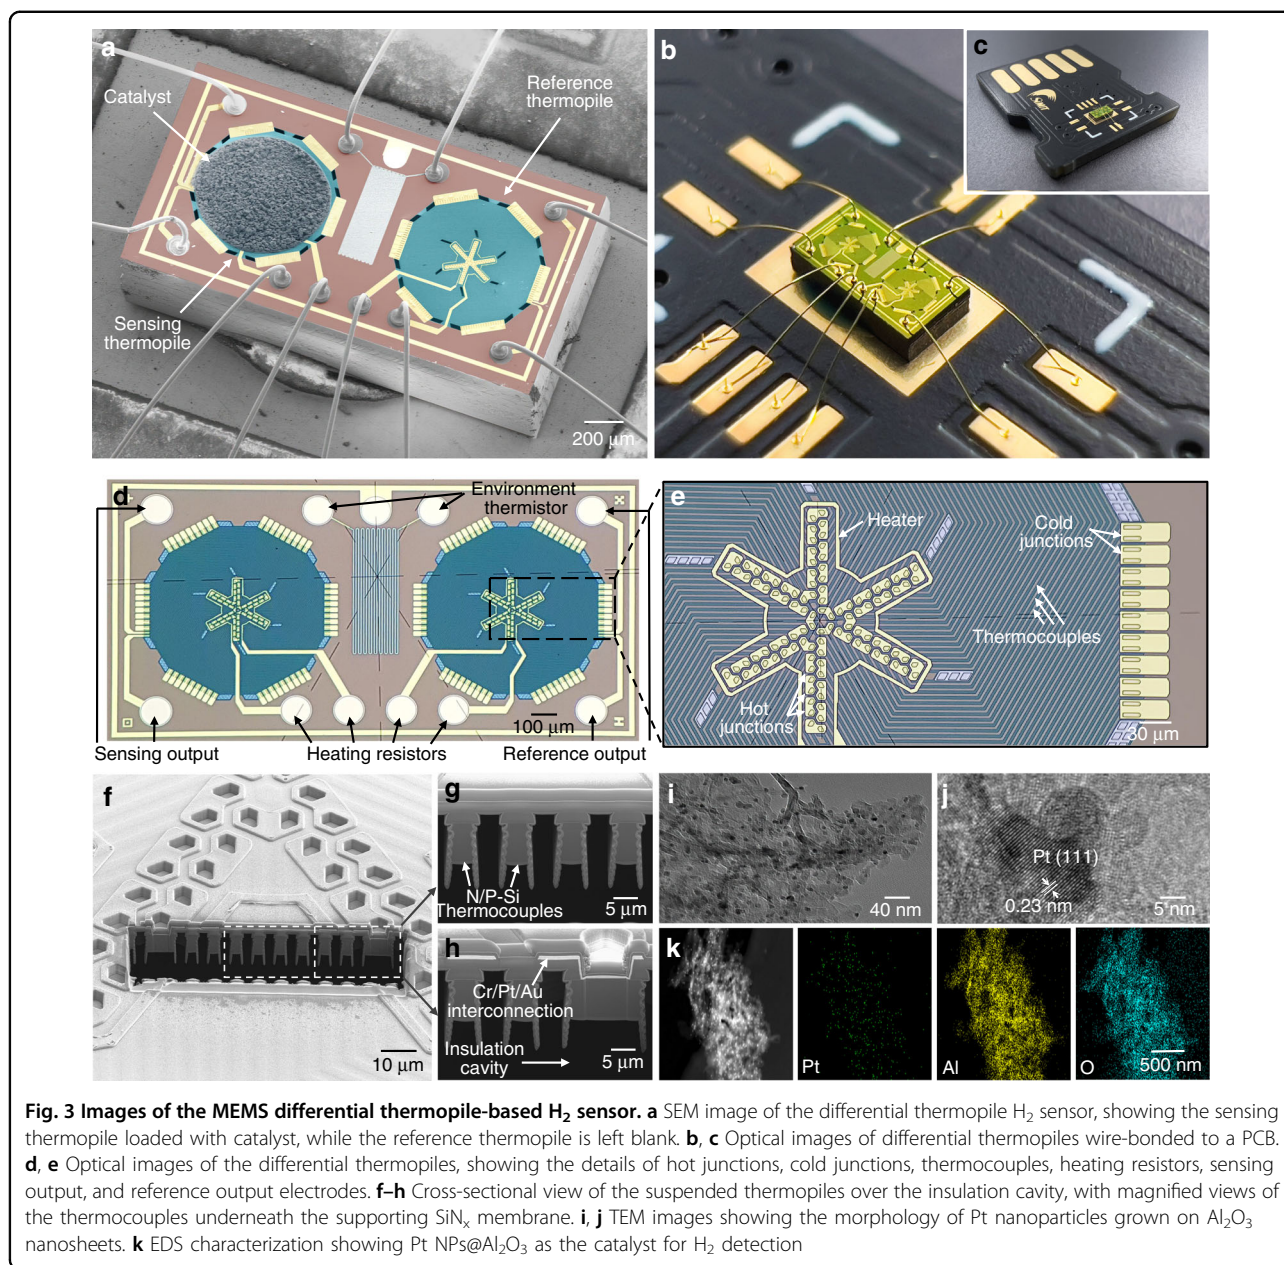 a
Catalyst
Reference
thermopile
Sensing
thermopile
200 µm
b
c
SIMIT
d
Environment
thermistor
100 µm
Sensing output
Heating resistors
Reference output
e
Heater
Cold
junctions
Thermocouples
Hot
junctions
30 µm
f
10 µm
g
N/P-Si
Thermocouples
5 µm
h
Cr/Pt/Au
interconnection
Insulation
cavity
5 µm
i
40 nm
j
Pt (111)
0.23 nm
5 nm
k
Pt
Al
O
500 nm
Fig. 3 Images of the MEMS differential thermopile-based H₂ sensor. a SEM image of the differential thermopile H₂ sensor, showing the sensing
thermopile loaded with catalyst, while the reference thermopile is left blank. b, c Optical images of differential thermopiles wire-bonded to a PCB.
d, e Optical images of the differential thermopiles, showing the details of hot junctions, cold junctions, thermocouples, heating resistors, sensing
output, and reference output electrodes. f–h Cross-sectional view of the suspended thermopiles over the insulation cavity, with magnified views of
the thermocouples underneath the supporting SiNₓ membrane. i, j TEM images showing the morphology of Pt nanoparticles grown on Al₂O₃
nanosheets. k EDS characterization showing Pt NPs@Al₂O₃ as the catalyst for H₂ detection